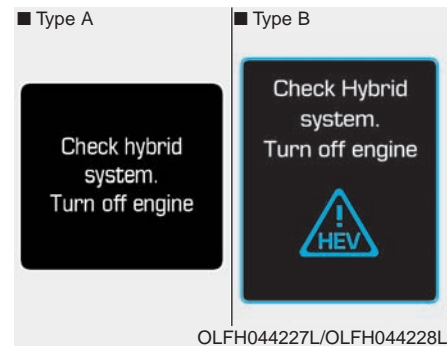 ■ Type A
Check hybrid
system.
Turn off engine
■ Type B
Check Hybrid
system.
Turn off engine
!
HEV
OLFH044227L/OLFH044228L